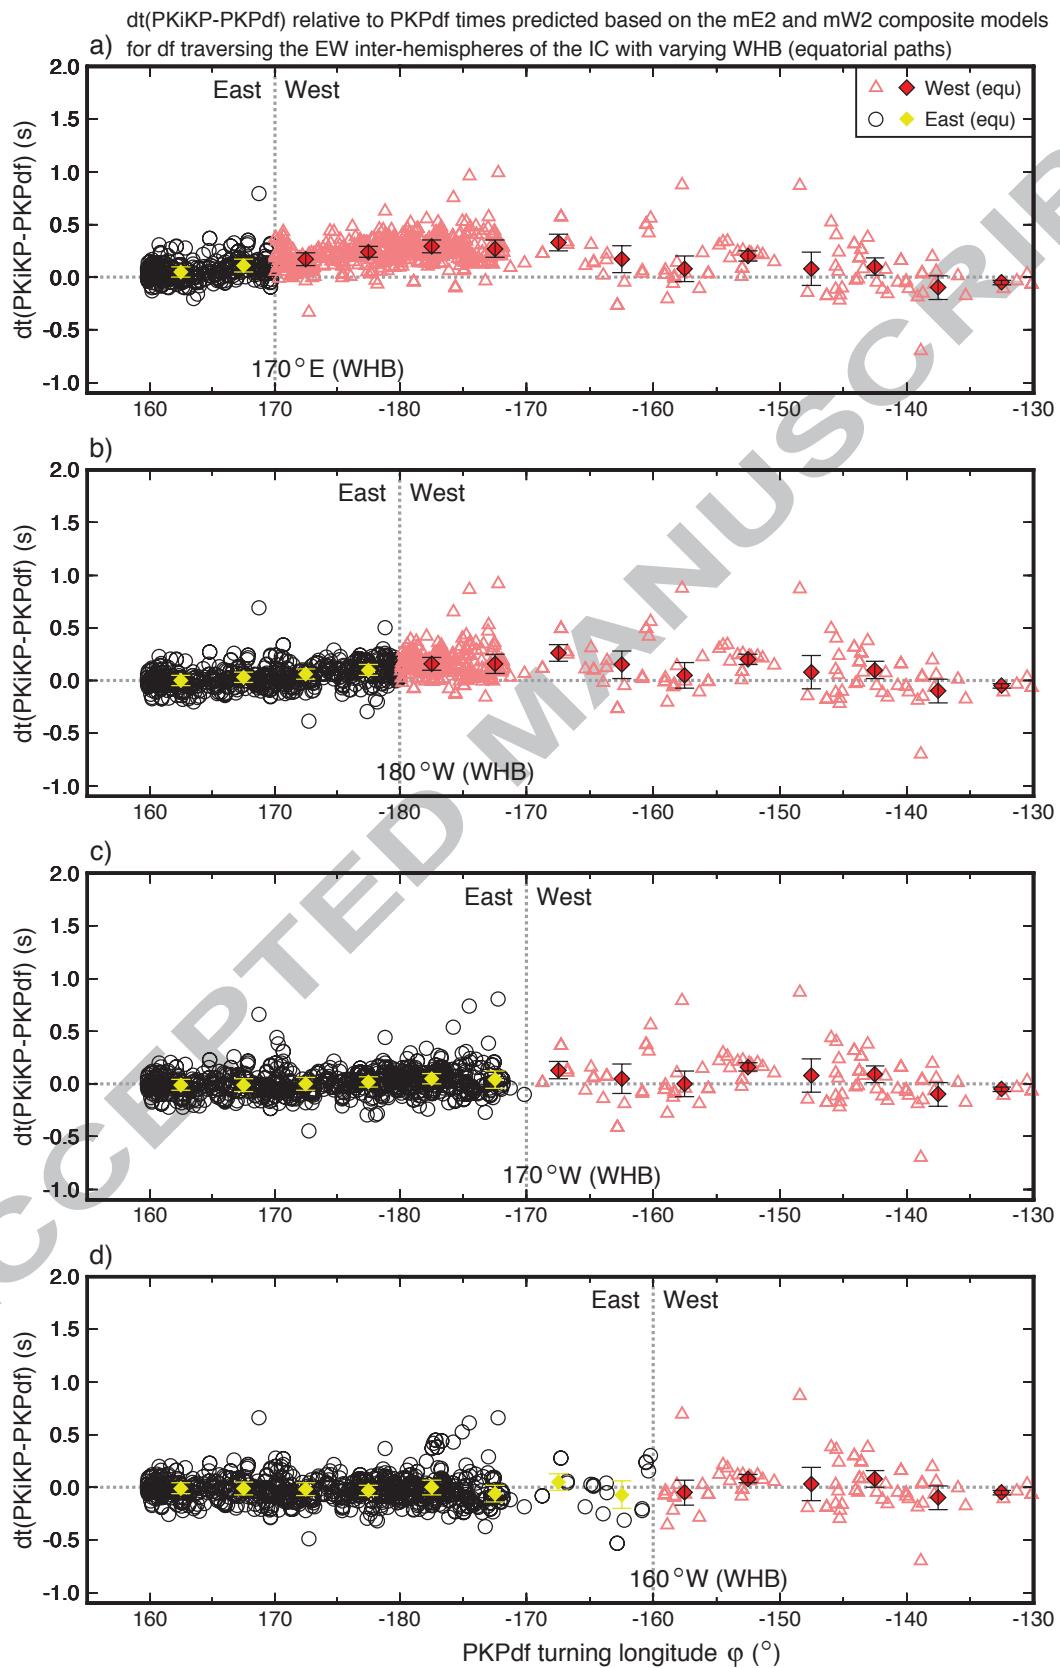 dt(PKiKP-PKPdf) relative to PKPdf times predicted based on the mE2 and mW2 composite models
for df traversing the EW inter-hemispheres of the IC with varying WHB (equatorial paths)
a)
dt(PKiKP-PKPdf) (s)
2.0
1.5
1.0
0.5
0.0
-0.5
-1.0
East West
West (equ)
East (equ)
170°E (WHB)
160 170 -180 -170 -160 -150 -140 -130
b)
dt(PKiKP-PKPdf) (s)
2.0
1.5
1.0
0.5
0.0
-0.5
-1.0
East West
180°W (WHB)
160 170 -180 -170 -160 -150 -140 -130
c)
dt(PKiKP-PKPdf) (s)
2.0
1.5
1.0
0.5
0.0
-0.5
-1.0
East West
170°W (WHB)
160 170 -180 -170 -160 -150 -140 -130
d)
dt(PKiKP-PKPdf) (s)
2.0
1.5
1.0
0.5
0.0
-0.5
-1.0
East West
160°W (WHB)
160 170 -180 -170 -160 -150 -140 -130
PKPdf turning longitude φ (°)
CCEPTED MANUSCRIP